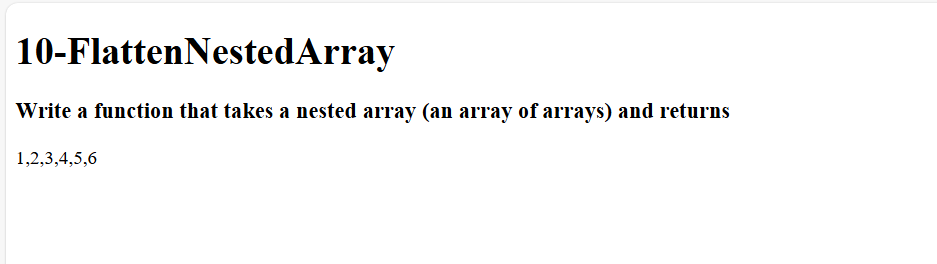 10-FlattenNestedArray
Write a function that takes a nested array (an array of arrays) and returns
1,2,3,4,5,6